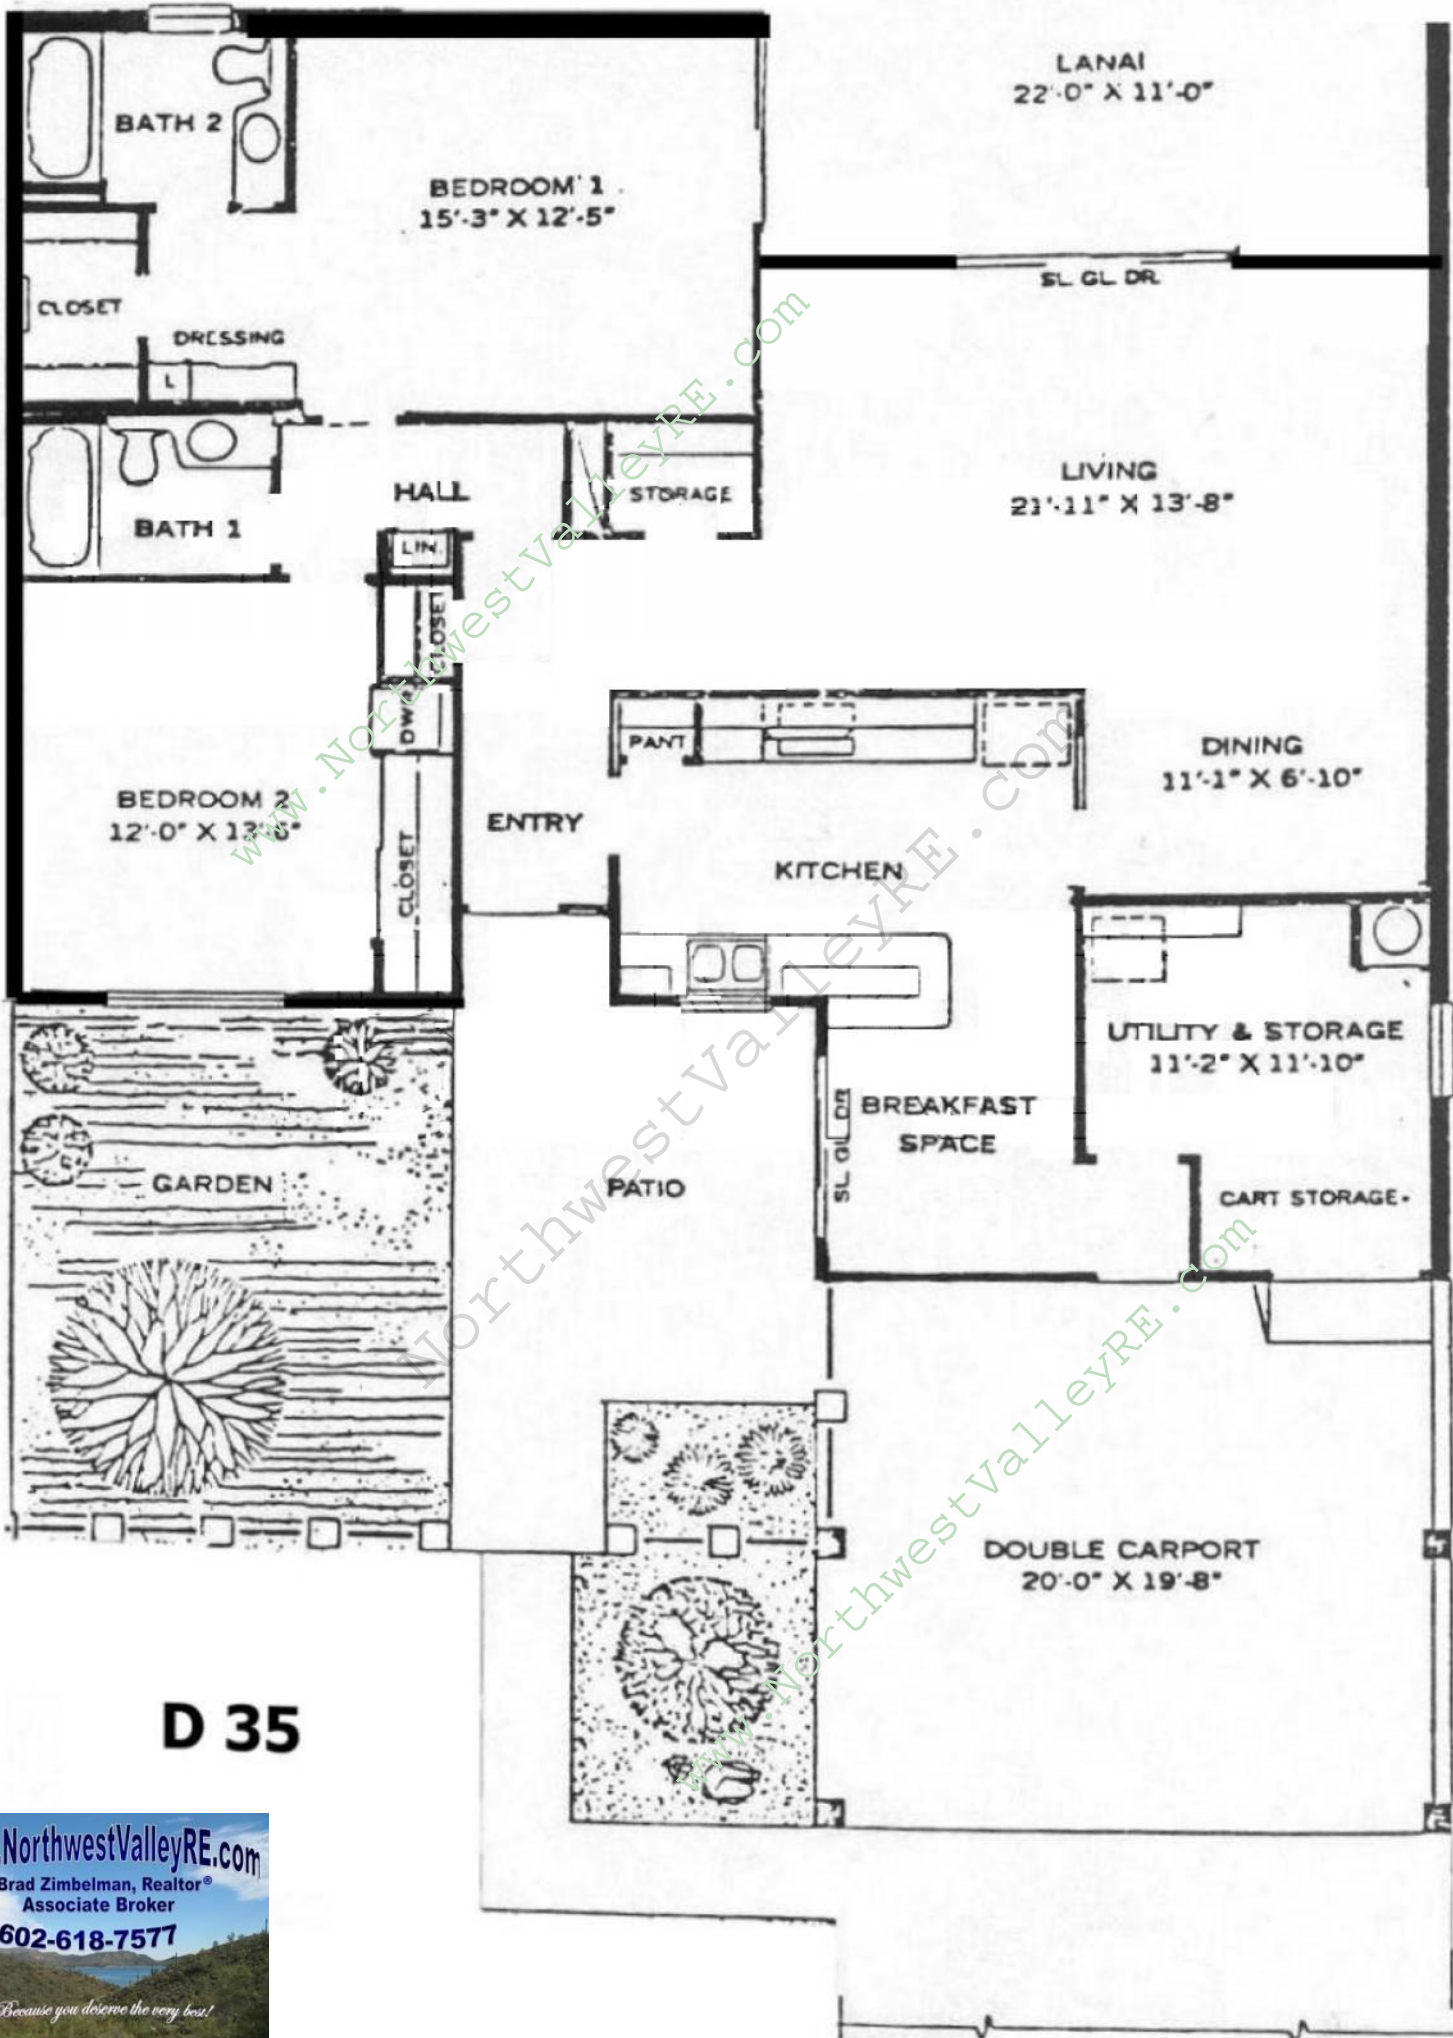 LANAI
22'-0" X 11'-0"
BATH 2
BEDROOM 1
15'-3" X 12'-5"
SL GL DR
CLOSET
DRESSING
L
LIVING
21'-11" X 13'-8"
HALL
STORAGE
BATH 1
LIN.
CLOSET
DW
PANT
DINING
11'-1" X 6'-10"
BEDROOM 2
ENTRY
12'-0" X
KITCHEN
CLOSET
UTILITY & STORAGE
11'-2" X 11'-10"
BREAKFAST
SPACE
SL GL DR
GARDEN
PATIO
CART STORAGE
DOUBLE CARPORT
20'-0" X 19'-8"
www.NorthwestValleyRE.com
NorthwestValleyRE.com
www.NorthwestValleyRE.com
D 35
NorthwestValleyRE.com
Brad Zimbelman, Realtor®
Associate Broker
602-618-7577
Because you deserve the very best!